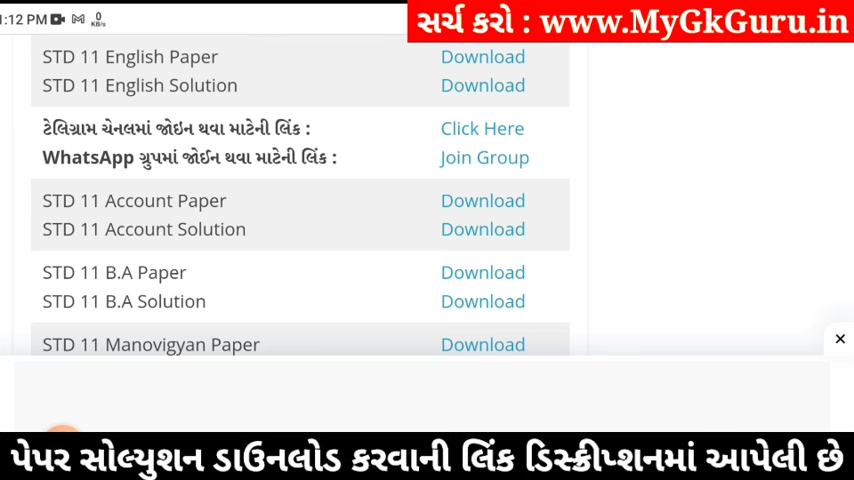 1:12 PM
0
KB/s
સર્ચ કરો : www.MyGkGuru.in
STD 11 English Paper Download
STD 11 English Solution Download
ટેલિગ્રામ ચેનલમાં જોઇન થવા માટેની લિંક : Click Here
WhatsApp ગ્રુપમાં જોઈન થવા માટેની લિંક : Join Group
STD 11 Account Paper Download
STD 11 Account Solution Download
STD 11 B.A Paper Download
STD 11 B.A Solution Download
STD 11 Manovigyan Paper Download
પેપર સોલ્યુશન ડાઉનલોડ કરવાની લિંક ડિસ્ક્રીપ્શનમાં આપેલી છે